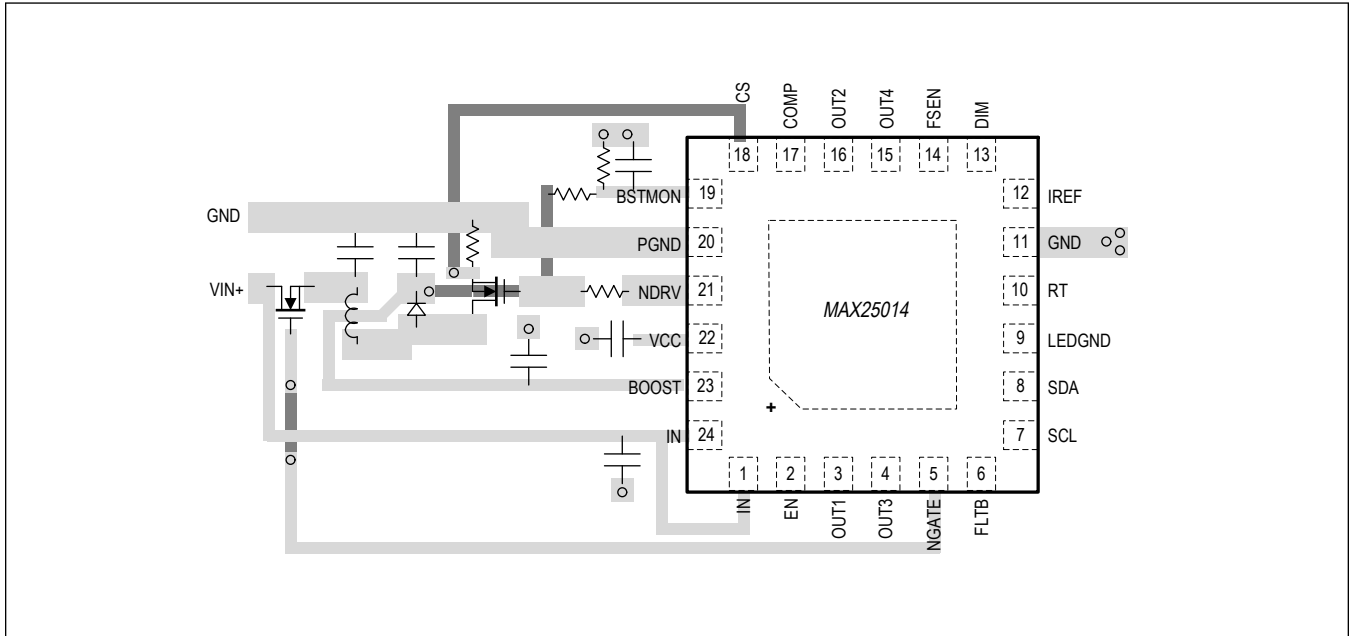 CS
COMP
OUT2
OUT4
FSEN
DIM
18
17
16
15
14
13
BSTMON 19
12 IREF
GND
PGND 20
11 GND
VIN+
NDRV 21
10 RT
MAX25014
VCC 22
9 LEDGND
BOOST 23
8 SDA
+
IN 24
7 SCL
1
2
3
4
5
6
IN
EN
OUT1
OUT3
NGATE
FLTB